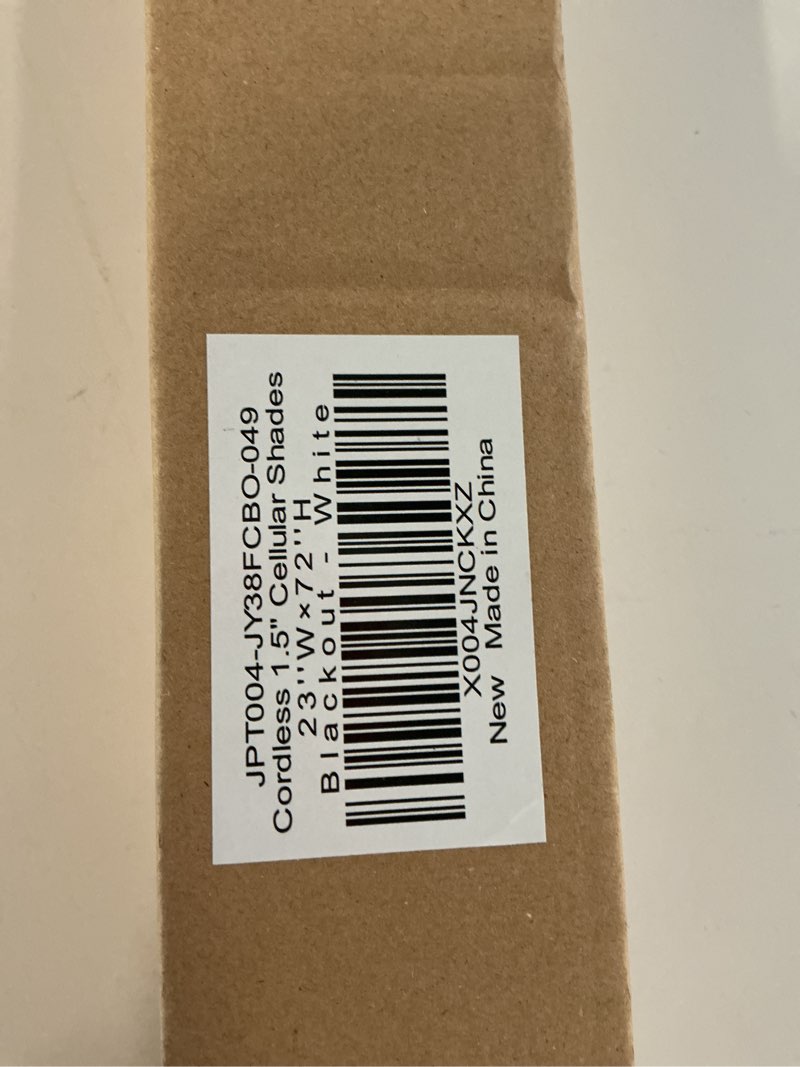 JPT004-JY38FCBO-049
Cordless 1.5" Cellular Shades
23''W×72''H
Blackout - White
X004JNCKXZ
New Made in China